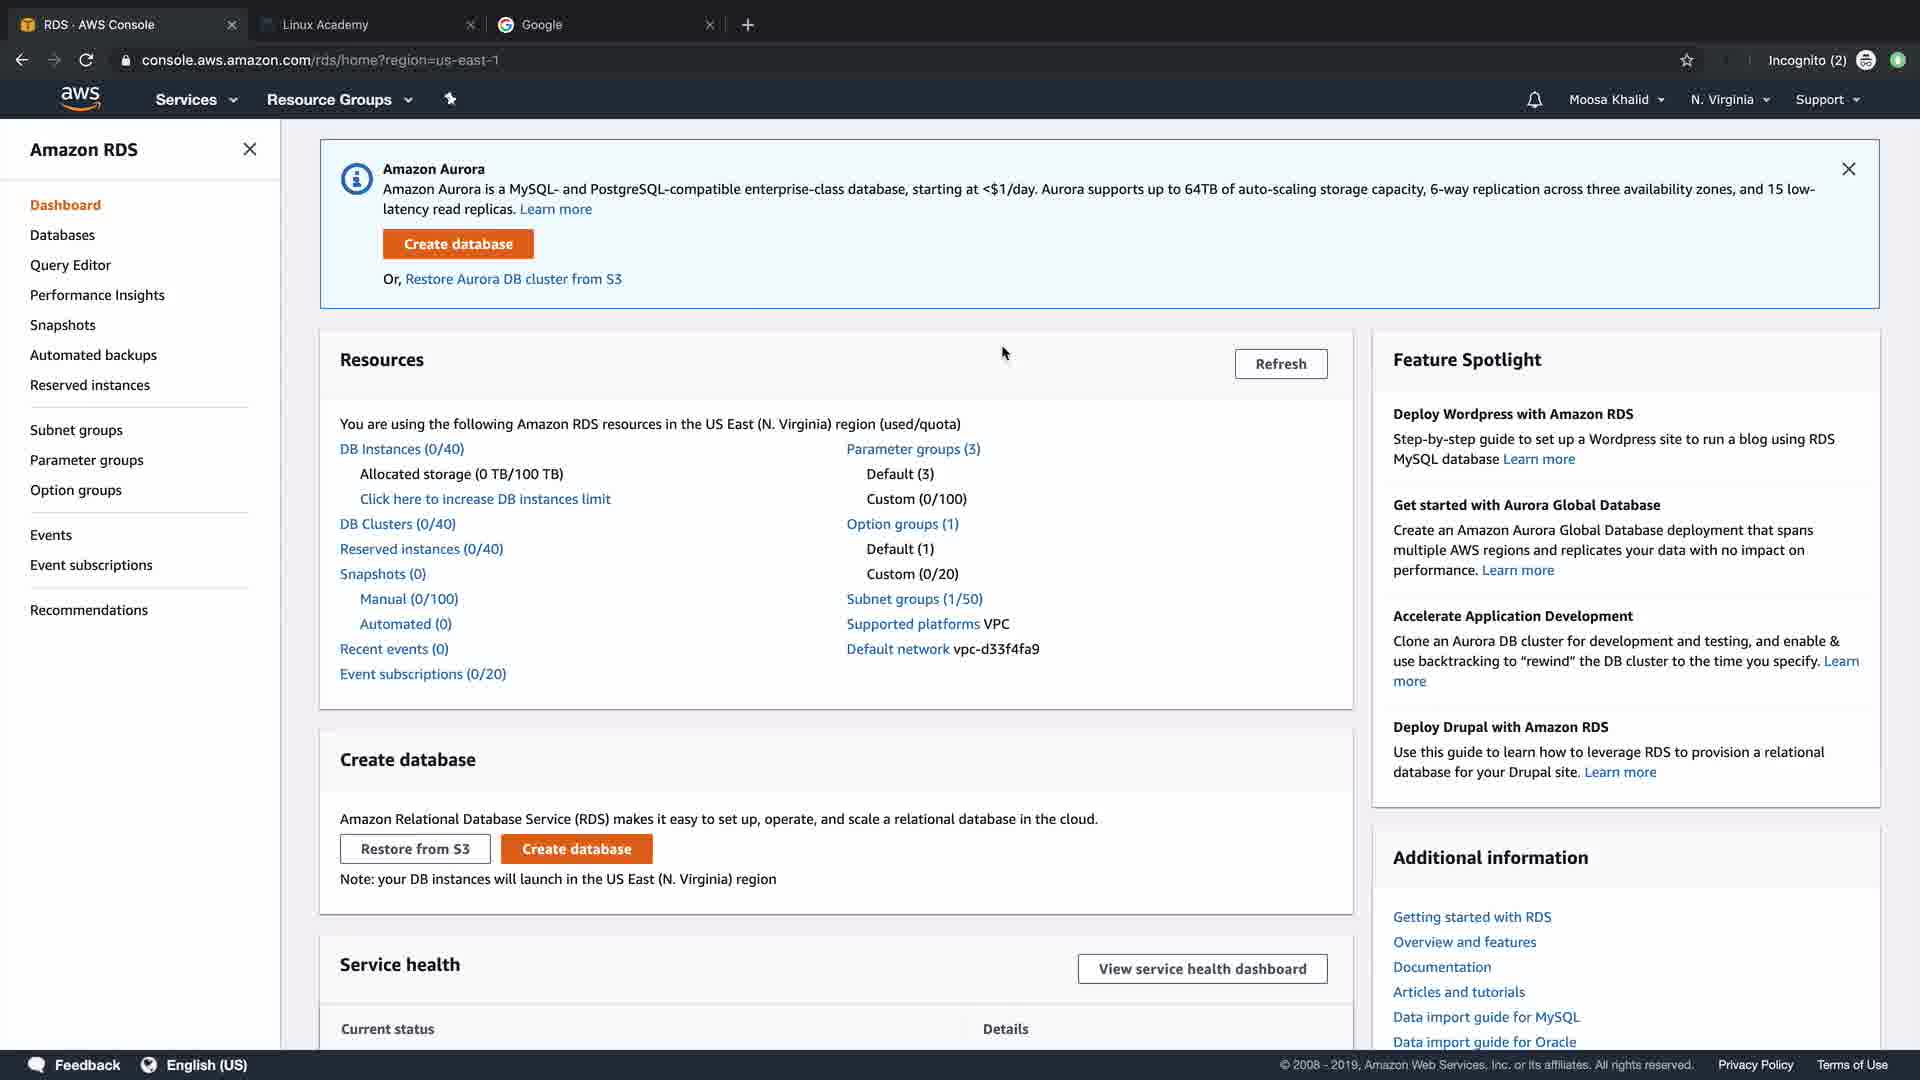 RDS · AWS Console
Linux Academy
Google
console.aws.amazon.com/rds/home?region=us-east-1
Incognito (2)
aws
Services
Resource Groups
Moosa Khalid
N. Virginia
Support
Amazon RDS
Dashboard
Databases
Query Editor
Performance Insights
Snapshots
Automated backups
Reserved instances
Subnet groups
Parameter groups
Option groups
Events
Event subscriptions
Recommendations
Amazon Aurora
Amazon Aurora is a MySQL- and PostgreSQL-compatible enterprise-class database, starting at <$1/day. Aurora supports up to 64TB of auto-scaling storage capacity, 6-way replication across three availability zones, and 15 low-
latency read replicas. Learn more
Create database
Or, Restore Aurora DB cluster from S3
Resources
Refresh
You are using the following Amazon RDS resources in the US East (N. Virginia) region (used/quota)
DB Instances (0/40)
Allocated storage (0 TB/100 TB)
Click here to increase DB instances limit
DB Clusters (0/40)
Reserved instances (0/40)
Snapshots (0)
Manual (0/100)
Automated (0)
Recent events (0)
Event subscriptions (0/20)
Parameter groups (3)
Default (3)
Custom (0/100)
Option groups (1)
Default (1)
Custom (0/20)
Subnet groups (1/50)
Supported platforms VPC
Default network vpc-d33f4fa9
Create database
Amazon Relational Database Service (RDS) makes it easy to set up, operate, and scale a relational database in the cloud.
Restore from S3
Create database
Note: your DB instances will launch in the US East (N. Virginia) region
Service health
View service health dashboard
Current status
Details
Feature Spotlight
Deploy Wordpress with Amazon RDS
Step-by-step guide to set up a Wordpress site to run a blog using RDS
MySQL database Learn more
Get started with Aurora Global Database
Create an Amazon Aurora Global Database deployment that spans
multiple AWS regions and replicates your data with no impact on
performance. Learn more
Accelerate Application Development
Clone an Aurora DB cluster for development and testing, and enable &
use backtracking to “rewind” the DB cluster to the time you specify. Learn
more
Deploy Drupal with Amazon RDS
Use this guide to learn how to leverage RDS to provision a relational
database for your Drupal site. Learn more
Additional information
Getting started with RDS
Overview and features
Documentation
Articles and tutorials
Data import guide for MySQL
Data import guide for Oracle
Feedback
English (US)
© 2008 - 2019, Amazon Web Services, Inc. or its affiliates. All rights reserved.
Privacy Policy
Terms of Use